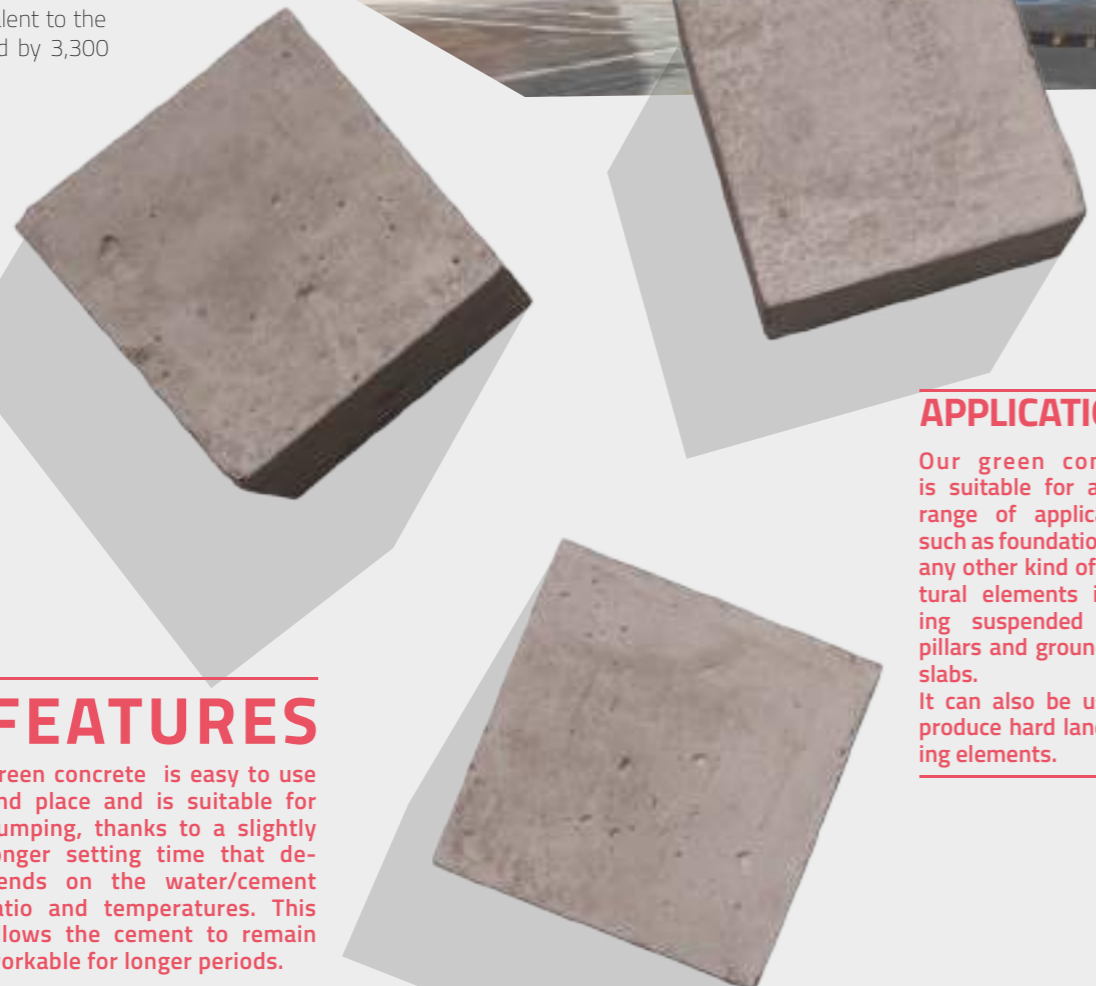 lent to the
d by 3,300
FEATURES
reen concrete is easy to use
nd place and is suitable for
umping, thanks to a slightly
onger setting time that de-
ends on the water/cement
atio and temperatures. This
llows the cement to remain
orkable for longer periods.
APPLICATI
Our green co
is suitable for a
range of applic
such as foundatio
any other kind of
tural elements i
ing suspended
pillars and groun
slabs.
It can also be u
produce hard lan
ing elements.